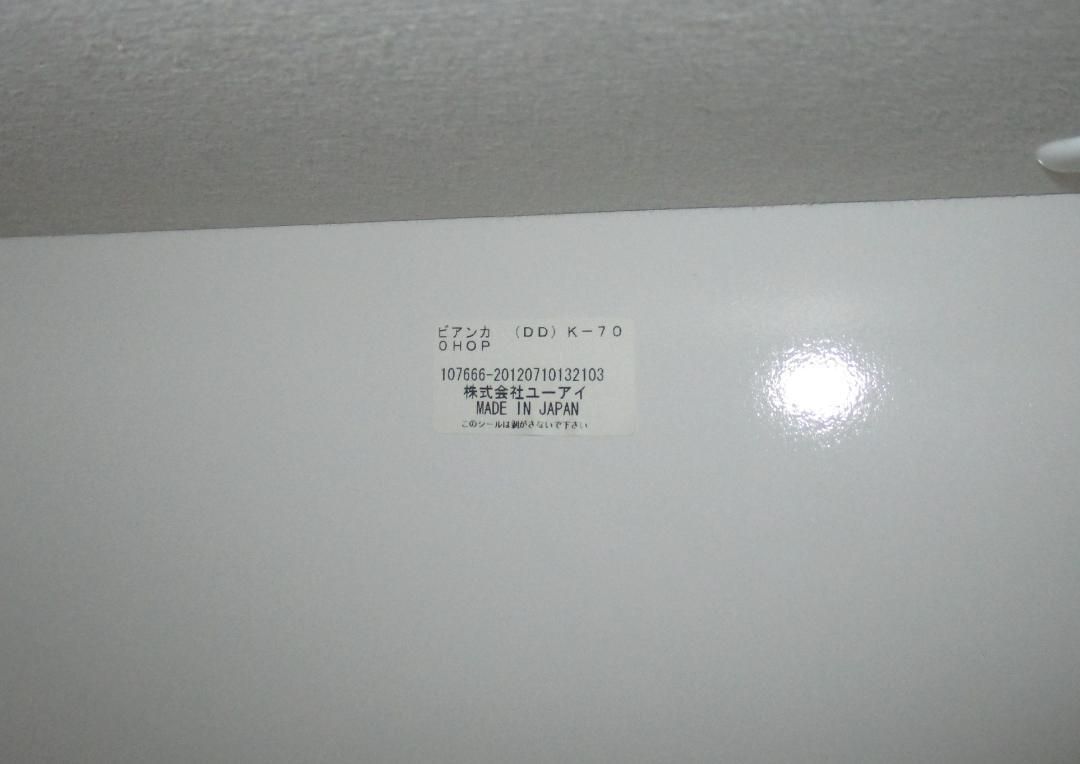 ビアンカ　（ＤＤ）Ｋ－７０
０ＨＯＰ
107666-20120710132103
株式会社ユーアイ
MADE IN JAPAN
このシールは剥がさないで下さい